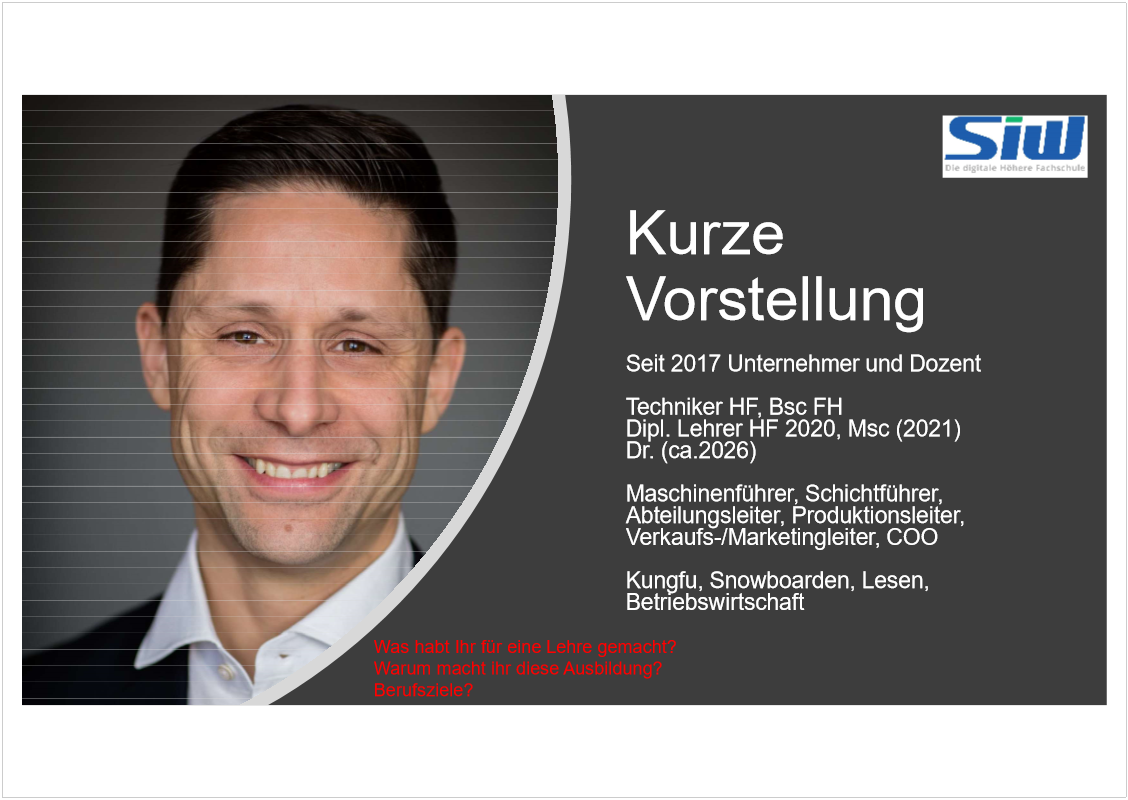 Siw
Die digitale Höhere Fachschule
Kurze
Vorstellung
Seit 2017 Unternehmer und Dozent
Techniker HF, Bsc FH
Dipl. Lehrer HF 2020, Msc (2021)
Dr. (ca.2026)
Maschinenführer, Schichtführer,
Abteilungsleiter, Produktionsleiter,
Verkaufs-/Marketingleiter, COO
Kungfu, Snowboarden, Lesen,
Betriebswirtschaft
Was habt Ihr für eine Lehre gemacht?
Warum macht Ihr diese Ausbildung?
Berufsziele?